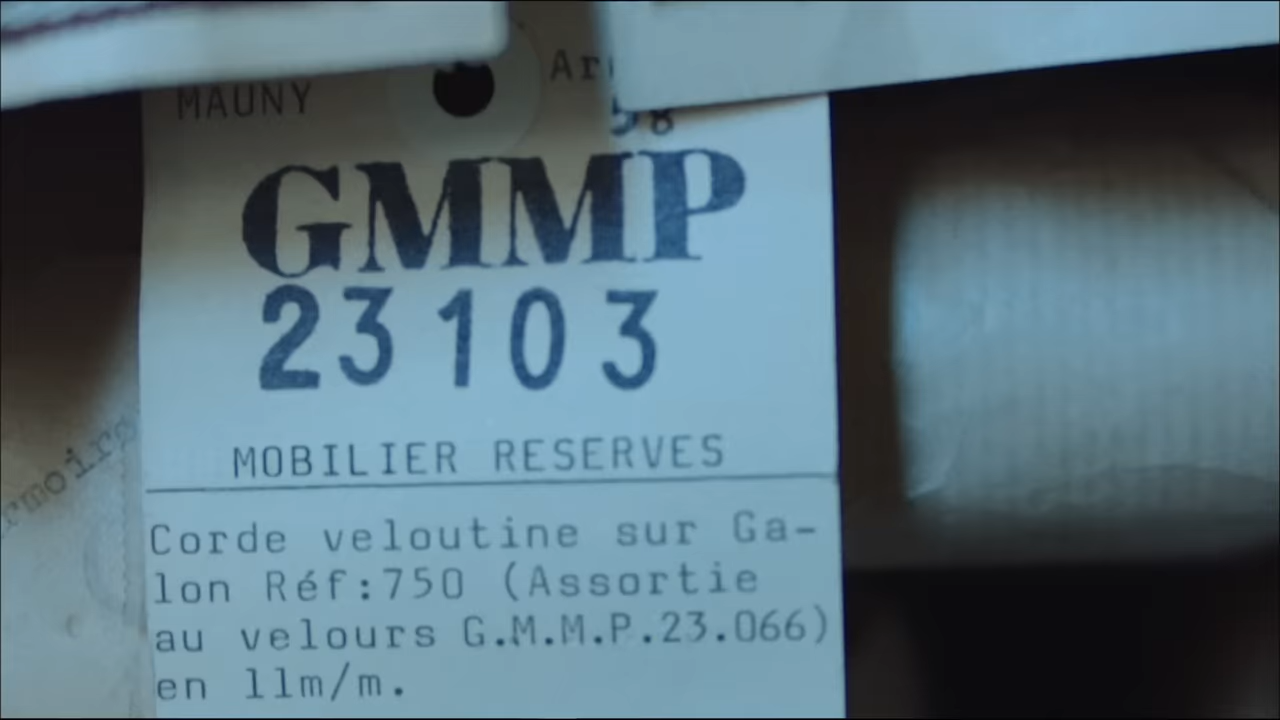 MAUNY
58
GMMP
23103
MOBILIER RESERVES
Corde veloutine sur Ga-
lon Réf:750 (Assortie
au velours G.M.M.P.23.066)
en 11m/m.